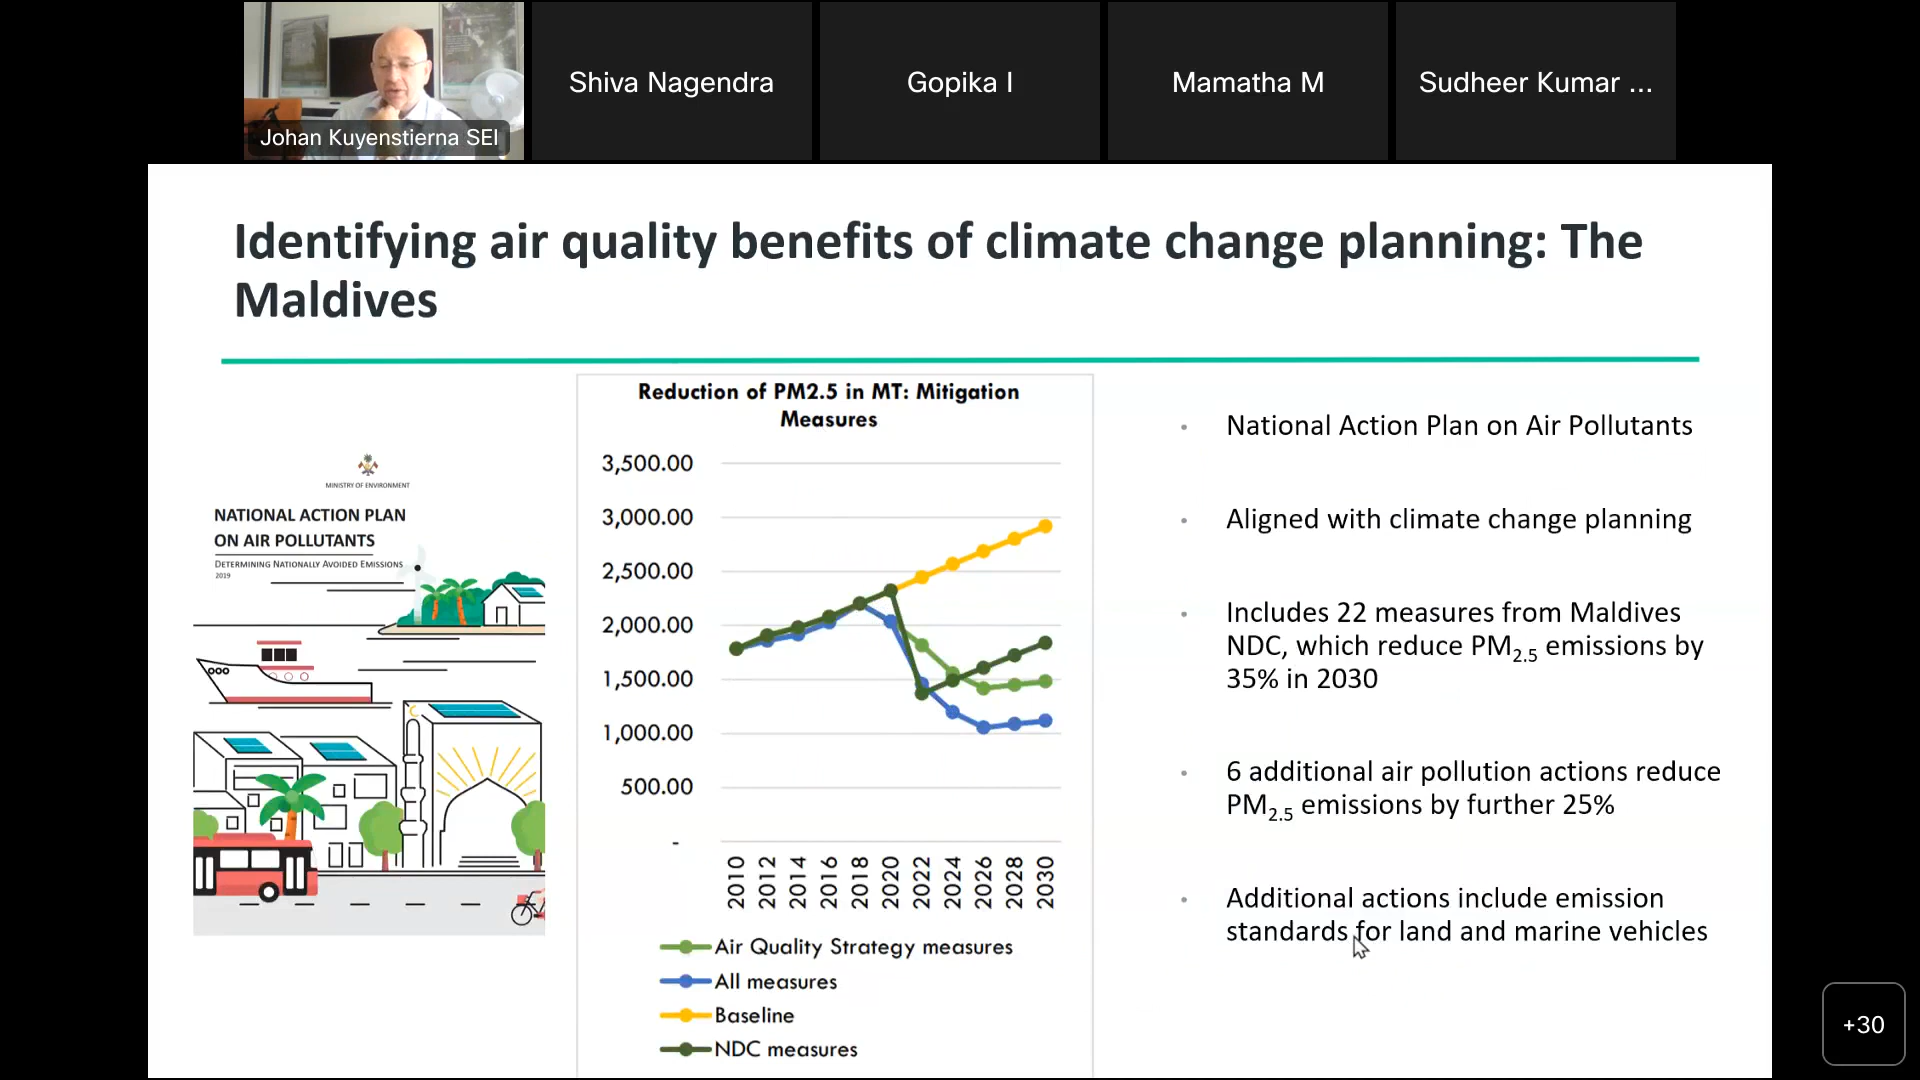 Johan Kuyenstierna SEI
Shiva Nagendra
Gopika I
Mamatha M
Sudheer Kumar ...
Identifying air quality benefits of climate change planning: The
Maldives
MINISTRY OF ENVIRONMENT
NATIONAL ACTION PLAN
ON AIR POLLUTANTS
DETERMINING NATIONALLY AVOIDED EMISSIONS
2019
Reduction of PM2.5 in MT: Mitigation
Measures
3,500.00
3,000.00
2,500.00
2,000.00
1,500.00
1,000.00
500.00
-
2010
2012
2014
2016
2018
2020
2022
2024
2026
2028
2030
Air Quality Strategy measures
All measures
Baseline
NDC measures
• National Action Plan on Air Pollutants
• Aligned with climate change planning
• Includes 22 measures from Maldives
NDC, which reduce PM2.5 emissions by
35% in 2030
• 6 additional air pollution actions reduce
PM2.5 emissions by further 25%
• Additional actions include emission
standards for land and marine vehicles
+30